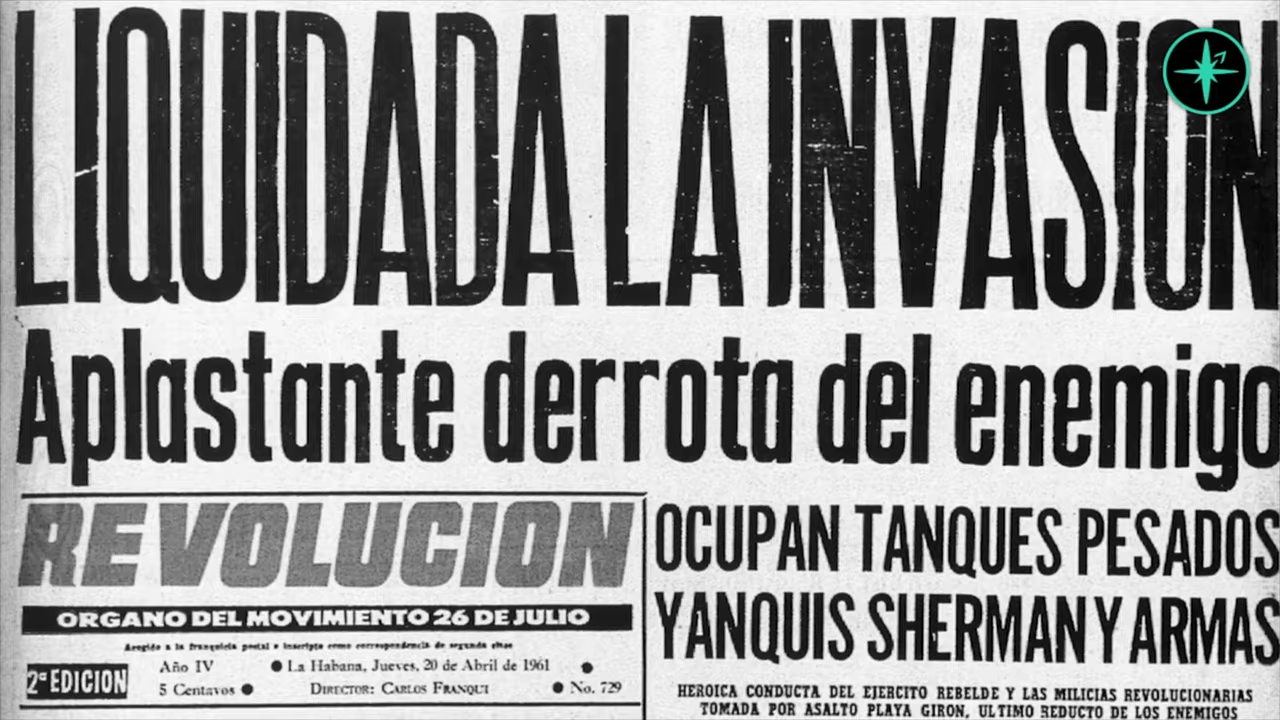 LIQUIDADA LA INVASION
Aplastante derrota del enemigo
REVOLUCION
ORGANO DEL MOVIMIENTO 26 DE JULIO
Acogido a la franquicia postal e inscripto como correspondencia de segunda clase
2ª EDICION
Año IV ● La Habana, Jueves, 20 de Abril de 1961 ●
5 Centavos ● DIRECTOR: CARLOS FRANQUI ● No. 729
OCUPAN TANQUES PESADOS
YANQUIS SHERMAN Y ARMAS
HEROICA CONDUCTA DEL EJERCITO REBELDE Y LAS MILICIAS REVOLUCIONARIAS
TOMADA POR ASALTO PLAYA GIRON, ULTIMO REDUCTO DE LOS ENEMIGOS